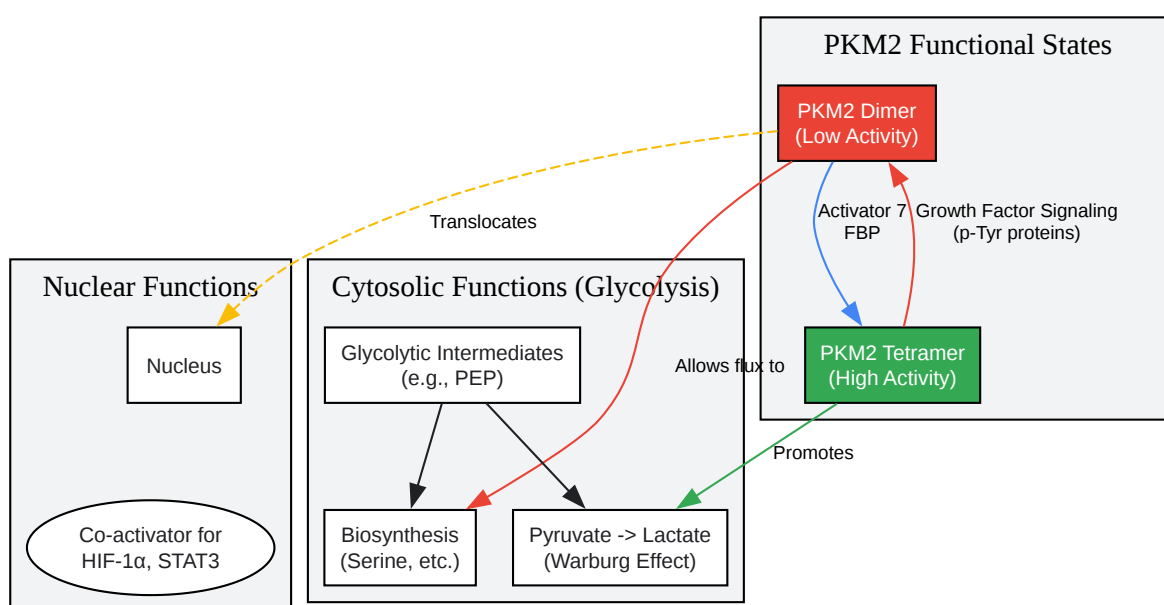 PKM2 Functional States
PKM2 Dimer
(Low Activity)
Translocates
Activator 7
FBP
Growth Factor Signaling
(p-Tyr proteins)
Nuclear Functions
Cytosolic Functions (Glycolysis)
Nucleus
Glycolytic Intermediates
(e.g., PEP)
Allows flux to
PKM2 Tetramer
(High Activity)
Promotes
Co-activator for
HIF-1α, STAT3
Biosynthesis
(Serine, etc.)
Pyruvate -> Lactate
(Warburg Effect)